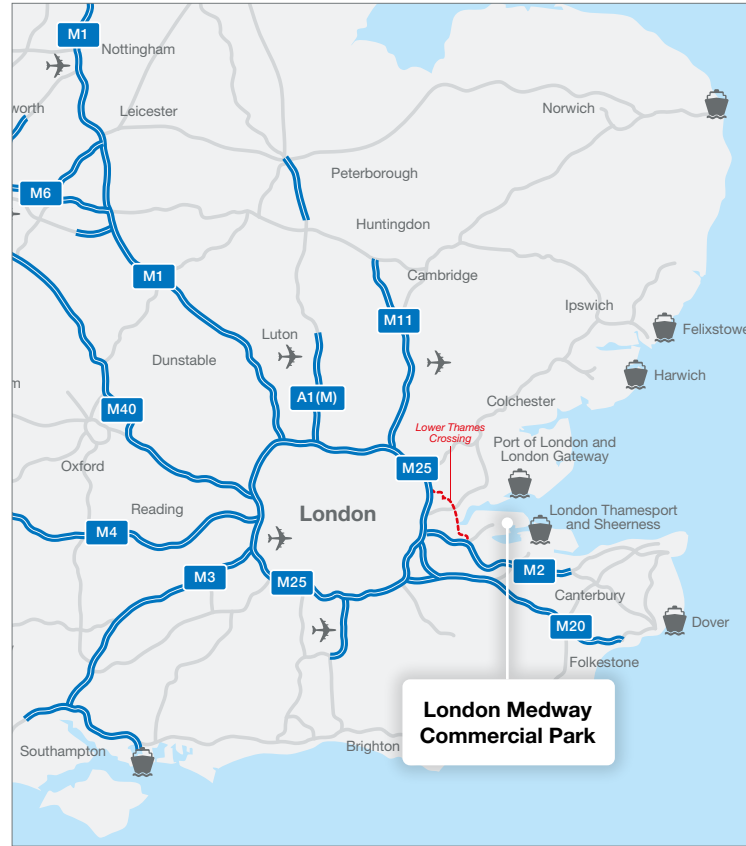 M1
Nottingham
worth
Leicester
Norwich
Peterborough
M6
Huntingdon
M1
Cambridge
Ipswich
M11
Felixstowe
Luton
Dunstable
Harwich
m
A1(M)
Colchester
M40
Lower Thames
Crossing
Port of London and
London Gateway
Oxford
M25
Reading
London
London Thamesport
and Sheerness
M4
M3
M25
M2
Canterbury
M20
Dover
Folkestone
London Medway
Commercial Park
Southampton
Brighton